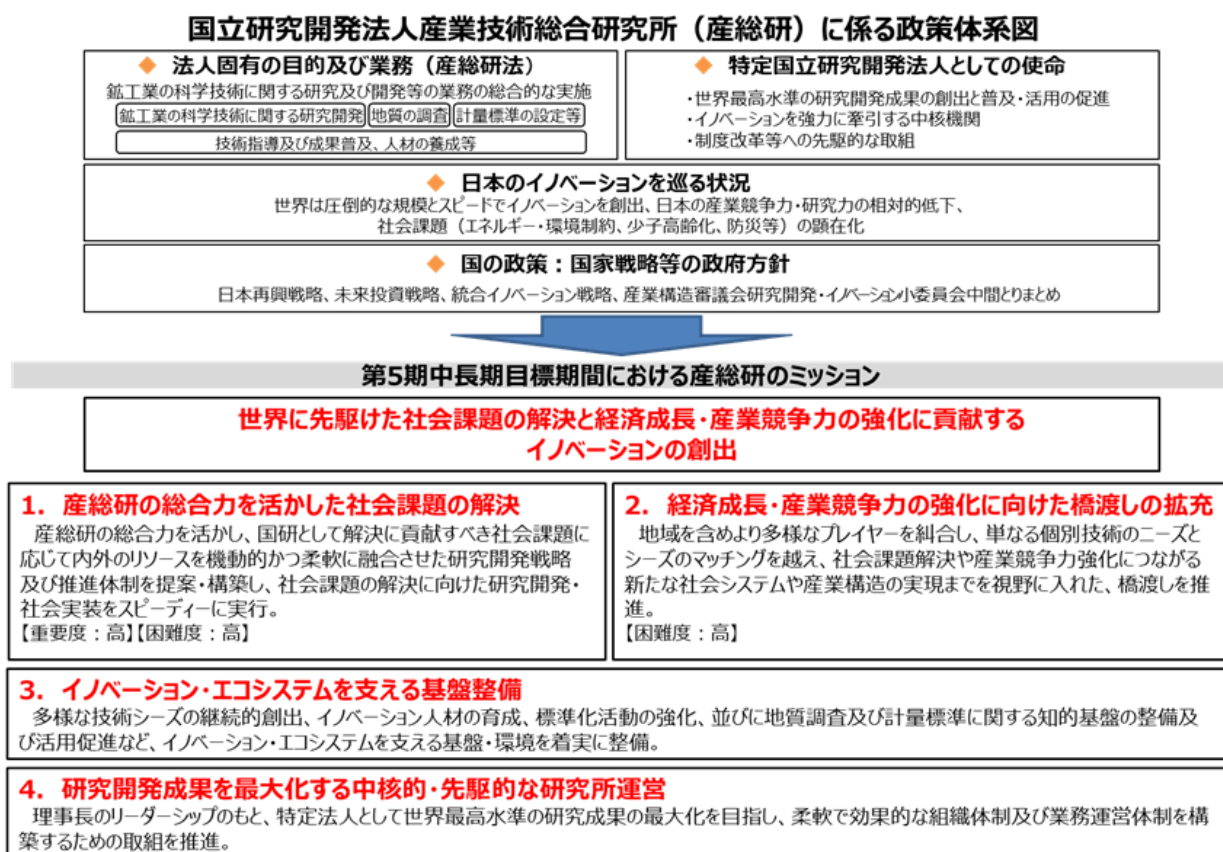 国立研究開発法人産業技術総合研究所（産総研）に係る政策体系図
◆ 法人固有の目的及び業務（産総研法）
鉱工業の科学技術に関する研究及び開発等の業務の総合的な実施
鉱工業の科学技術に関する研究開発 地質の調査 計量標準の設定等
技術指導及び成果普及、人材の養成等
◆ 特定国立研究開発法人としての使命
・世界最高水準の研究開発成果の創出と普及・活用の促進
・イノベーションを強力に牽引する中核機関
・制度改革等への先駆的な取組
◆ 日本のイノベーションを巡る状況
世界は圧倒的な規模とスピードでイノベーションを創出、日本の産業競争力・研究力の相対的低下、
社会課題（エネルギー・環境制約、少子高齢化、防災等）の顕在化
◆ 国の政策：国家戦略等の政府方針
日本再興戦略、未来投資戦略、統合イノベーション戦略、産業構造審議会研究開発・イノベーション小委員会中間とりまとめ
第5期中長期目標期間における産総研のミッション
世界に先駆けた社会課題の解決と経済成長・産業競争力の強化に貢献する
イノベーションの創出
1．産総研の総合力を活かした社会課題の解決
産総研の総合力を活かし、国研として解決に貢献すべき社会課題に
応じて内外のリソースを機動的かつ柔軟に融合させた研究開発戦略
及び推進体制を提案・構築し、社会課題の解決に向けた研究開発・
社会実装をスピーディーに実行。
【重要度：高】【困難度：高】
2．経済成長・産業競争力の強化に向けた橋渡しの拡充
地域を含めより多様なプレイヤーを糾合し、単なる個別技術のニーズと
シーズのマッチングを越え、社会課題解決や産業競争力強化につながる
新たな社会システムや産業構造の実現までを視野に入れた、橋渡しを推
進。
【困難度：高】
3．イノベーション・エコシステムを支える基盤整備
多様な技術シーズの継続的創出、イノベーション人材の育成、標準化活動の強化、並びに地質調査及び計量標準に関する知的基盤の整備及
び活用促進など、イノベーション・エコシステムを支える基盤・環境を着実に整備。
4．研究開発成果を最大化する中核的・先駆的な研究所運営
理事長のリーダーシップのもと、特定法人として世界最高水準の研究成果の最大化を目指し、柔軟で効果的な組織体制及び業務運営体制を構
築するための取組を推進。